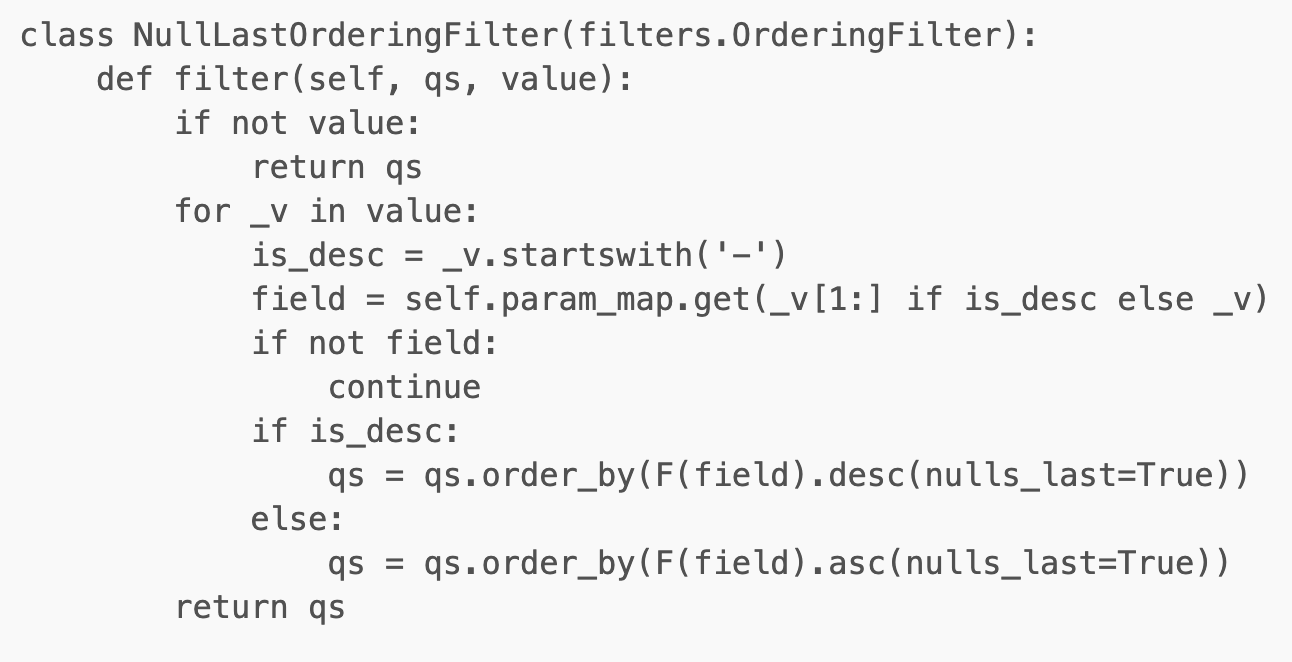 class NullLastOrderingFilter(filters.OrderingFilter):
    def filter(self, qs, value):
        if not value:
            return qs
        for _v in value:
            is_desc = _v.startswith('-')
            field = self.param_map.get(_v[1:] if is_desc else _v)
            if not field:
                continue
            if is_desc:
                qs = qs.order_by(F(field).desc(nulls_last=True))
            else:
                qs = qs.order_by(F(field).asc(nulls_last=True))
        return qs